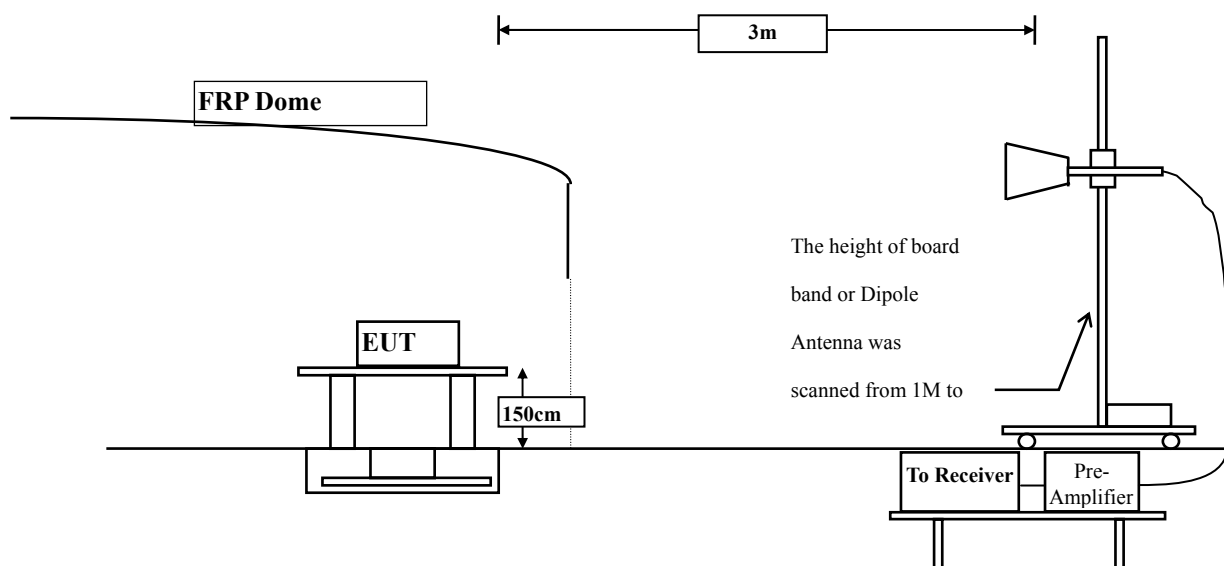 3m
FRP Dome
The height of board
band or Dipole
Antenna was
scanned from 1M to
EUT
150cm
To Receiver
Pre-
Amplifier